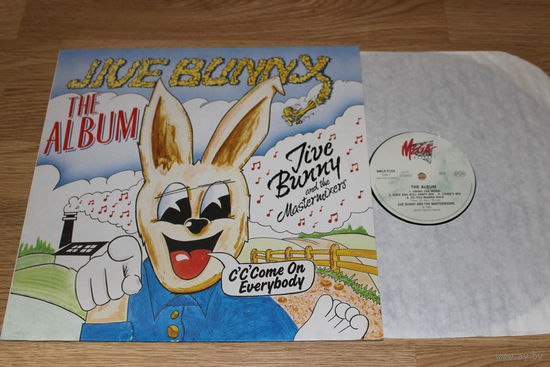 JIVE BUNNY
THE
ALBUM
Jive
Bunny
and the
Mastermixers
C'C'Come On
Everybody
MEGA
THE ALBUM
JIVE BUNNY AND THE MASTERMIXERS
www.ay.by